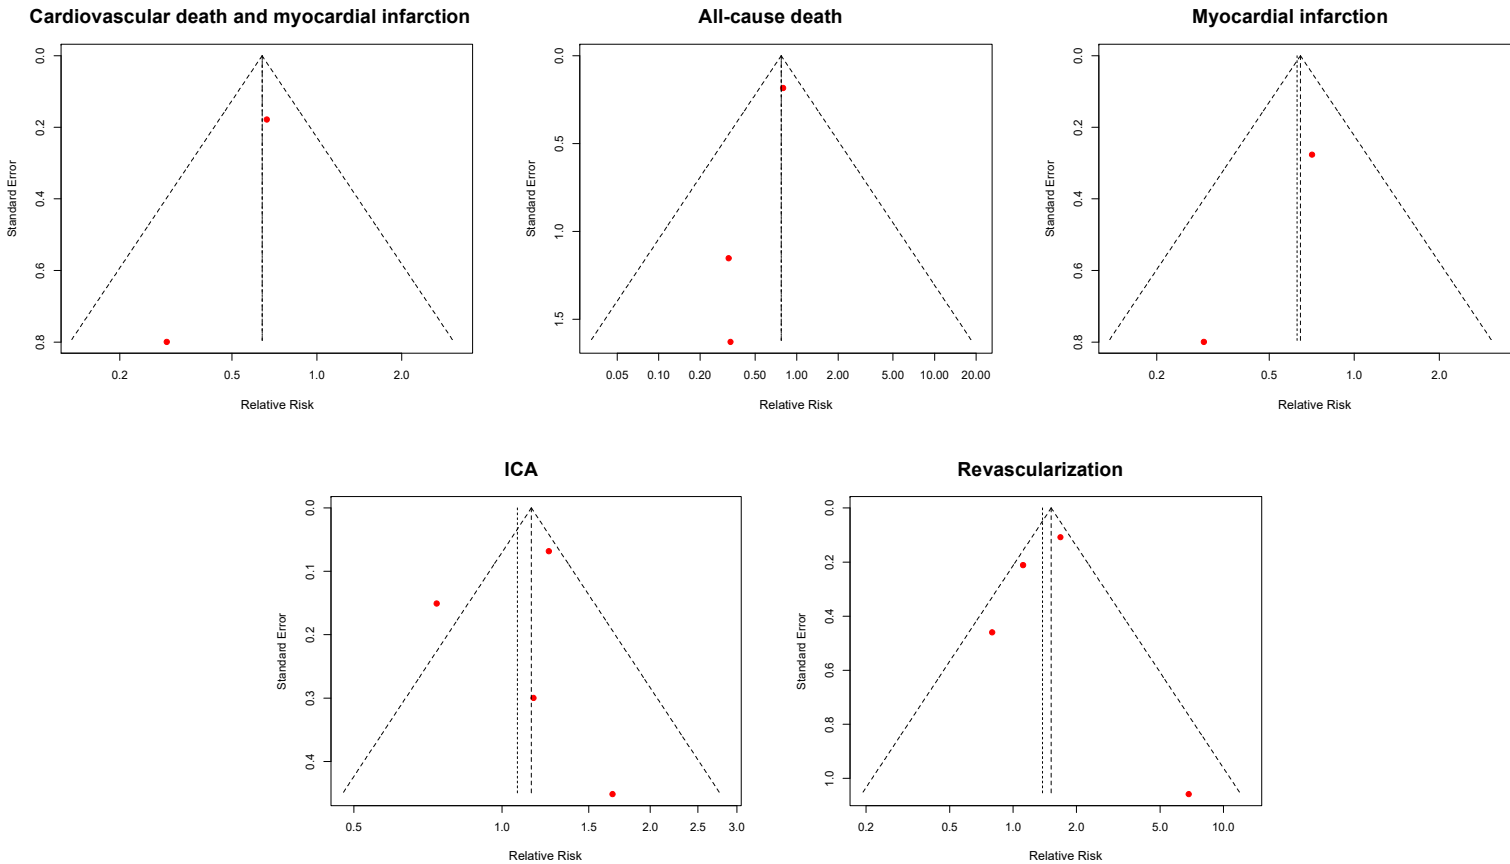 Cardiovascular death and myocardial infarction
Standard Error
0.0
0.2
0.4
0.6
0.8
0.2 0.5 1.0 2.0
Relative Risk
All-cause death
Standard Error
0.0
0.5
1.0
1.5
0.05 0.10 0.20 0.50 1.00 2.00 5.00 10.00 20.00
Relative Risk
Myocardial infarction
Standard Error
0.0
0.2
0.4
0.6
0.8
0.2 0.5 1.0 2.0
Relative Risk
ICA
Standard Error
0.0
0.1
0.2
0.3
0.4
0.5 1.0 1.5 2.0 3.0
Relative Risk
Revascularization
Standard Error
0.0
0.2
0.4
0.6
0.8
1.0
0.2 0.5 1.0 2.0 5.0 10.0
Relative Risk